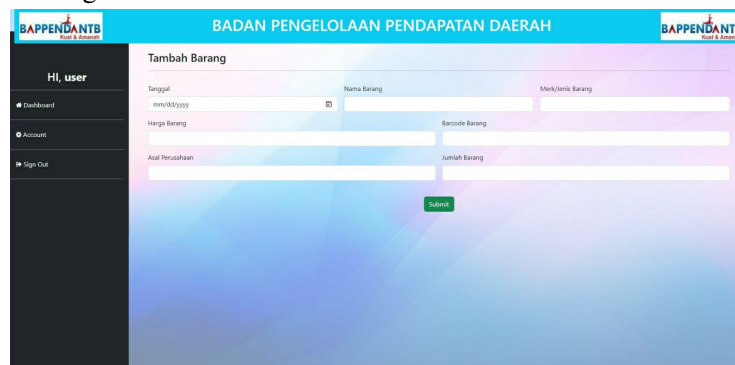 BAPPENDANTB
Kuat & Amanah
BADAN PENGELOLAAN PENDAPATAN DAERAH
BAPPENDANT
Kuat & Aman
HI, user
Dashboard
Account
Sign Out
Tambah Barang
Tanggal
Nama Barang
Merk/Jenis Barang
mm/dd/yyyy
Harga Barang
Barcode Barang
Asal Perusahaan
Jumlah Barang
Submit